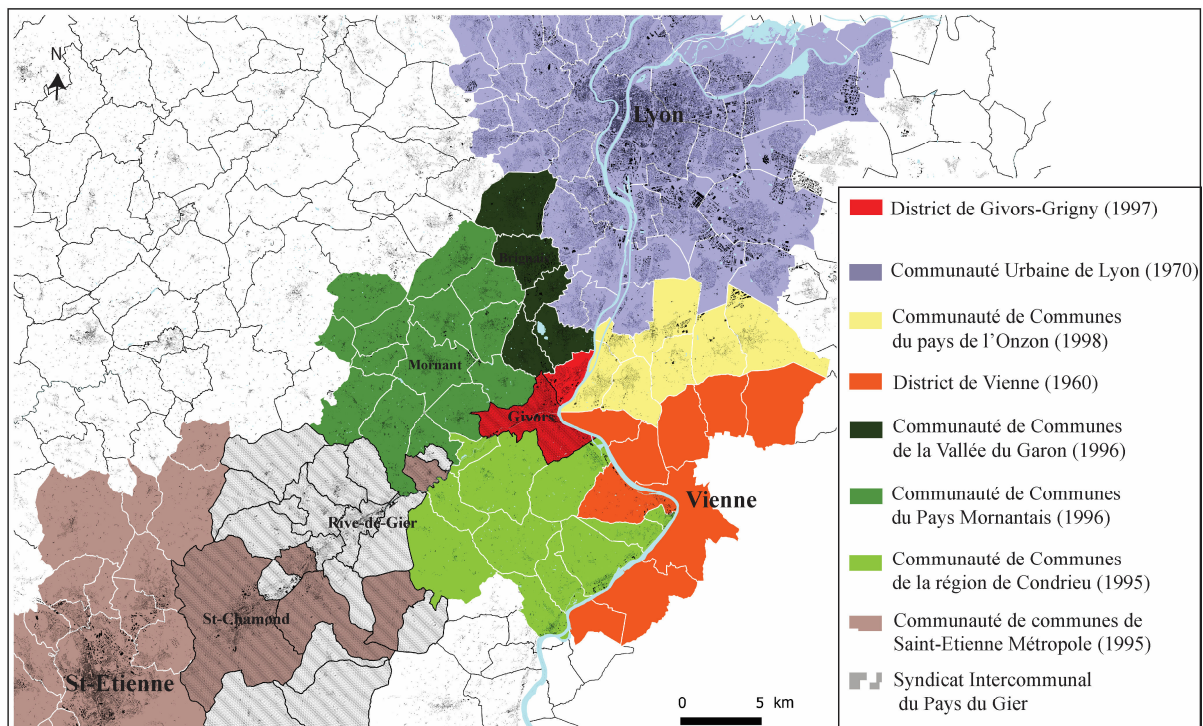 N
Lyon
Brignais
Mornant
Givors
Vienne
Rive-de-Gier
St-Chamond
St-Etienne
0 5 km
District de Givors-Grigny (1997)
Communauté Urbaine de Lyon (1970)
Communauté de Communes
du pays de l'Onzon (1998)
District de Vienne (1960)
Communauté de Communes
de la Vallée du Garon (1996)
Communauté de Communes
du Pays Mornantais (1996)
Communauté de Communes
de la région de Condrieu (1995)
Communauté de communes de
Saint-Etienne Métropole (1995)
Syndicat Intercommunal
du Pays du Gier